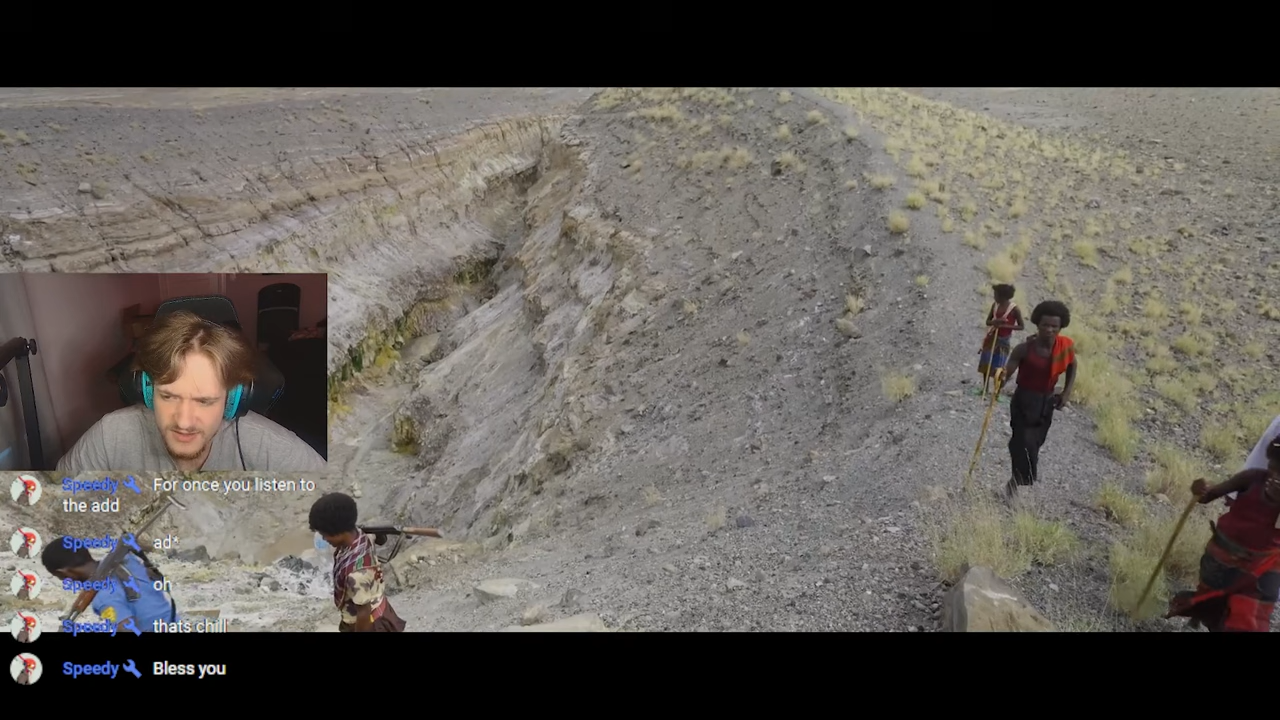 Speedy For once you listen to
the add
Speedy ad*
Speedy oh
Speedy thats chill
Speedy Bless you